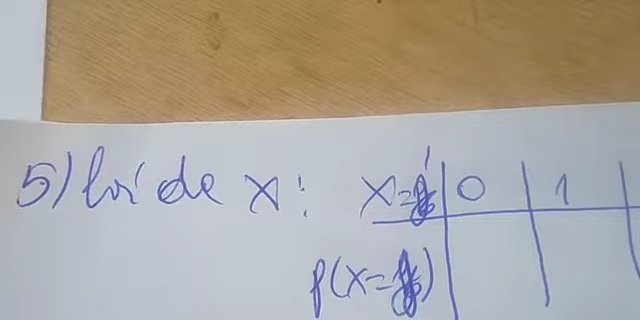 5) loi de X : X=i 0 1
P(X=